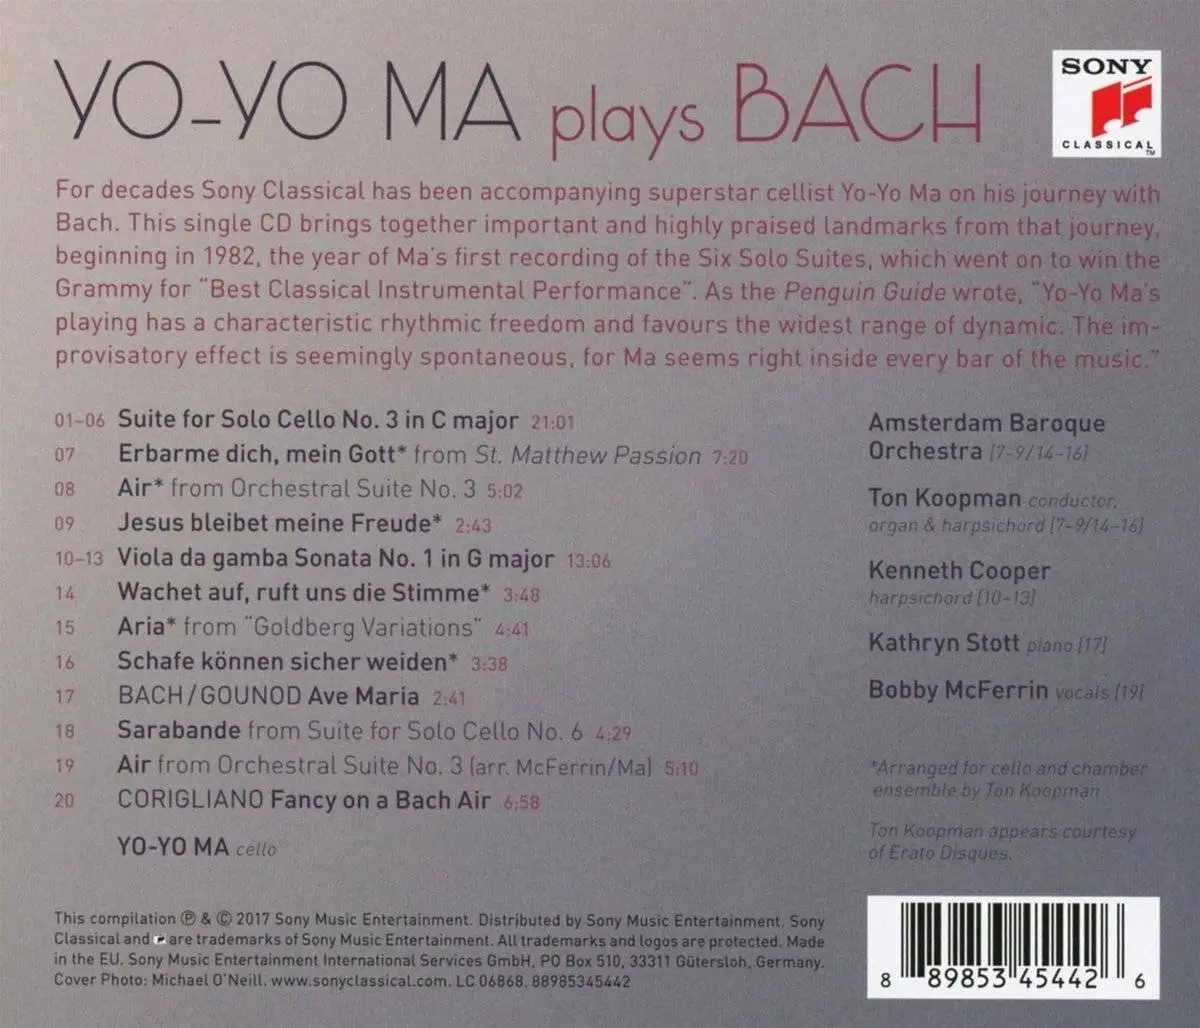 YO-YO MA plays BACH
SONY
CLASSICAL™
For decades Sony Classical has been accompanying superstar cellist Yo-Yo Ma on his journey with
Bach. This single CD brings together important and highly praised landmarks from that journey,
beginning in 1982, the year of Ma's first recording of the Six Solo Suites, which went on to win the
Grammy for "Best Classical Instrumental Performance". As the Penguin Guide wrote, "Yo-Yo Ma's
playing has a characteristic rhythmic freedom and favours the widest range of dynamic. The im-
provisatory effect is seemingly spontaneous, for Ma seems right inside every bar of the music."
01–06 Suite for Solo Cello No. 3 in C major 21:01
07 Erbarme dich, mein Gott* from St. Matthew Passion 7:20
08 Air* from Orchestral Suite No. 3 5:02
09 Jesus bleibet meine Freude* 2:43
10–13 Viola da gamba Sonata No. 1 in G major 13:06
14 Wachet auf, ruft uns die Stimme* 3:48
15 Aria* from "Goldberg Variations" 4:41
16 Schafe können sicher weiden* 3:38
17 BACH/GOUNOD Ave Maria 2:41
18 Sarabande from Suite for Solo Cello No. 6 4:29
19 Air from Orchestral Suite No. 3 (arr. McFerrin/Ma) 5:10
20 CORIGLIANO Fancy on a Bach Air 6:58
YO-YO MA cello
Amsterdam Baroque
Orchestra [7–9/14–16]
Ton Koopman conductor,
organ & harpsichord [7–9/14–16]
Kenneth Cooper
harpsichord [10–13]
Kathryn Stott piano [17]
Bobby McFerrin vocals [19]
*Arranged for cello and chamber
ensemble by Ton Koopman
Ton Koopman appears courtesy
of Erato Disques.
This compilation ℗ & © 2017 Sony Music Entertainment. Distributed by Sony Music Entertainment. Sony
Classical and are trademarks of Sony Music Entertainment. All trademarks and logos are protected. Made
in the EU. Sony Music Entertainment International Services GmbH, PO Box 510, 33311 Gütersloh, Germany.
Cover Photo: Michael O'Neill. www.sonyclassical.com. LC 06868. 88985345442
8 89853 45442 6